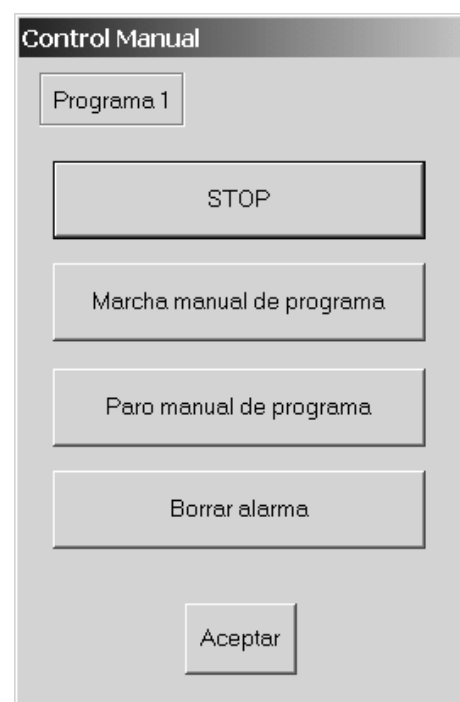 Control Manual
Programa 1
STOP
Marcha manual de programa
Paro manual de programa
Borrar alarma
Aceptar